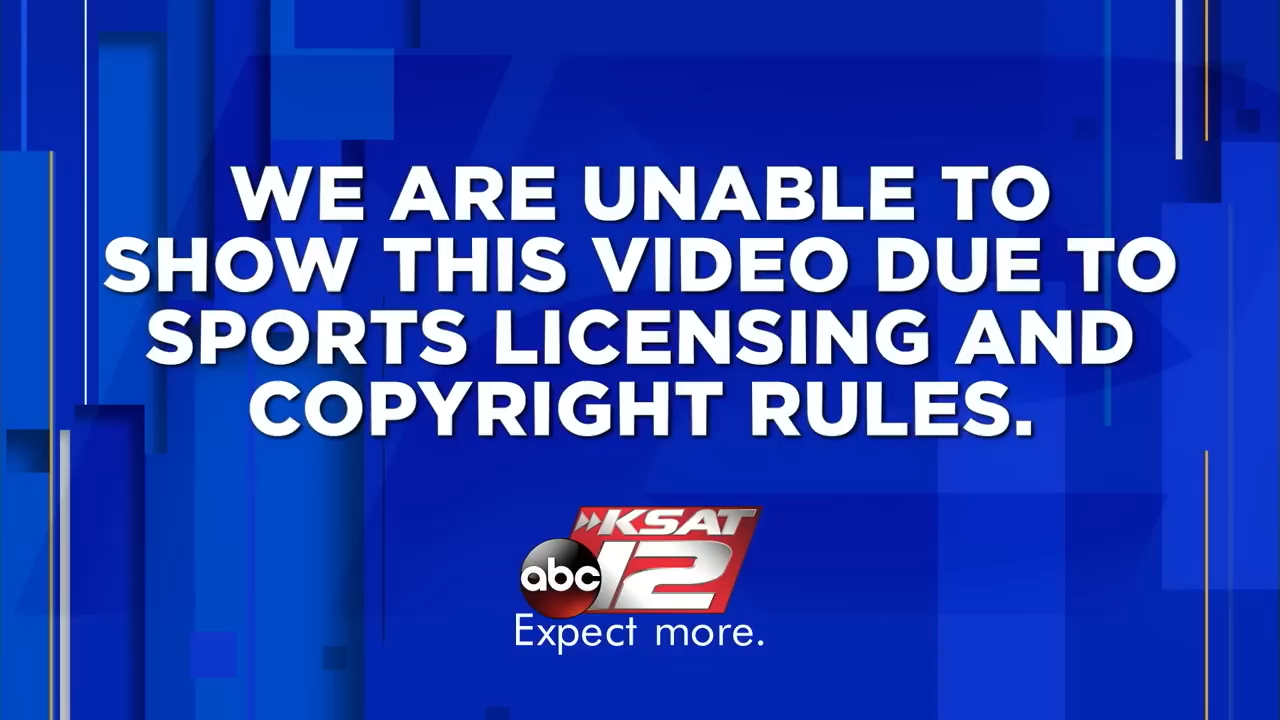 WE ARE UNABLE TO
SHOW THIS VIDEO DUE TO
SPORTS LICENSING AND
COPYRIGHT RULES.
KSAT
abc 12
Expect more.